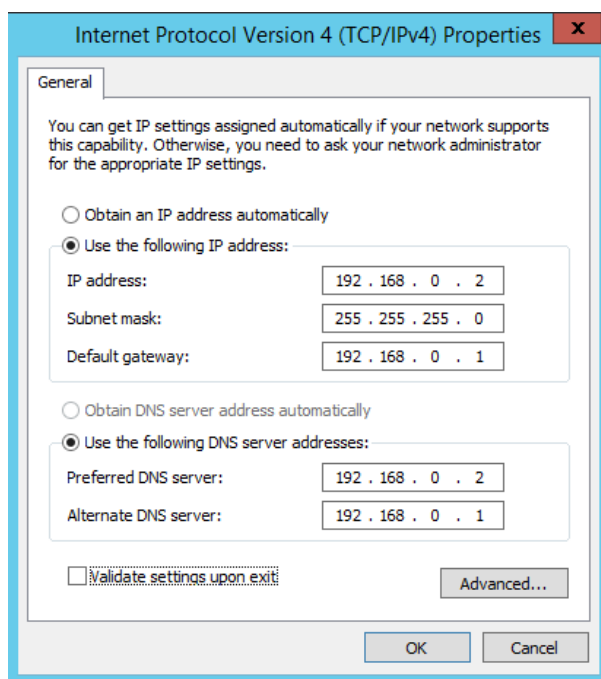 Internet Protocol Version 4 (TCP/IPv4) Properties x
General
You can get IP settings assigned automatically if your network supports
this capability. Otherwise, you need to ask your network administrator
for the appropriate IP settings.
Obtain an IP address automatically
Use the following IP address:
IP address: 192 . 168 . 0 . 2
Subnet mask: 255 . 255 . 255 . 0
Default gateway: 192 . 168 . 0 . 1
Obtain DNS server address automatically
Use the following DNS server addresses:
Preferred DNS server: 192 . 168 . 0 . 2
Alternate DNS server: 192 . 168 . 0 . 1
Validate settings upon exit
Advanced...
OK Cancel